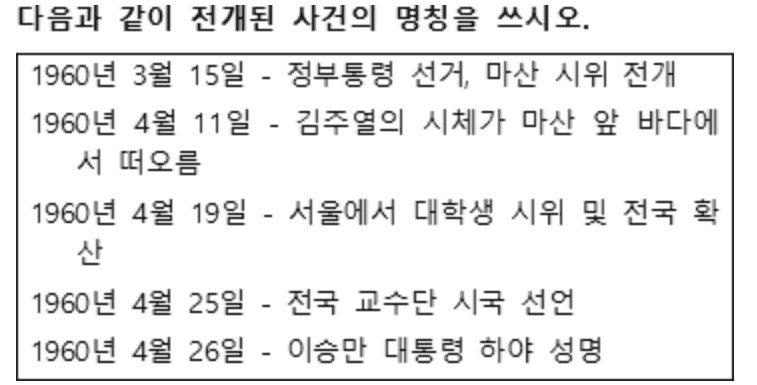 다음과 같이 전개된 사건의 명칭을 쓰시오.
1960년 3월 15일 - 정부통령 선거, 마산 시위 전개
1960년 4월 11일 - 김주열의 시체가 마산 앞 바다에
서 떠오름
1960년 4월 19일 - 서울에서 대학생 시위 및 전국 확
산
1960년 4월 25일 - 전국 교수단 시국 선언
1960년 4월 26일 - 이승만 대통령 하야 성명